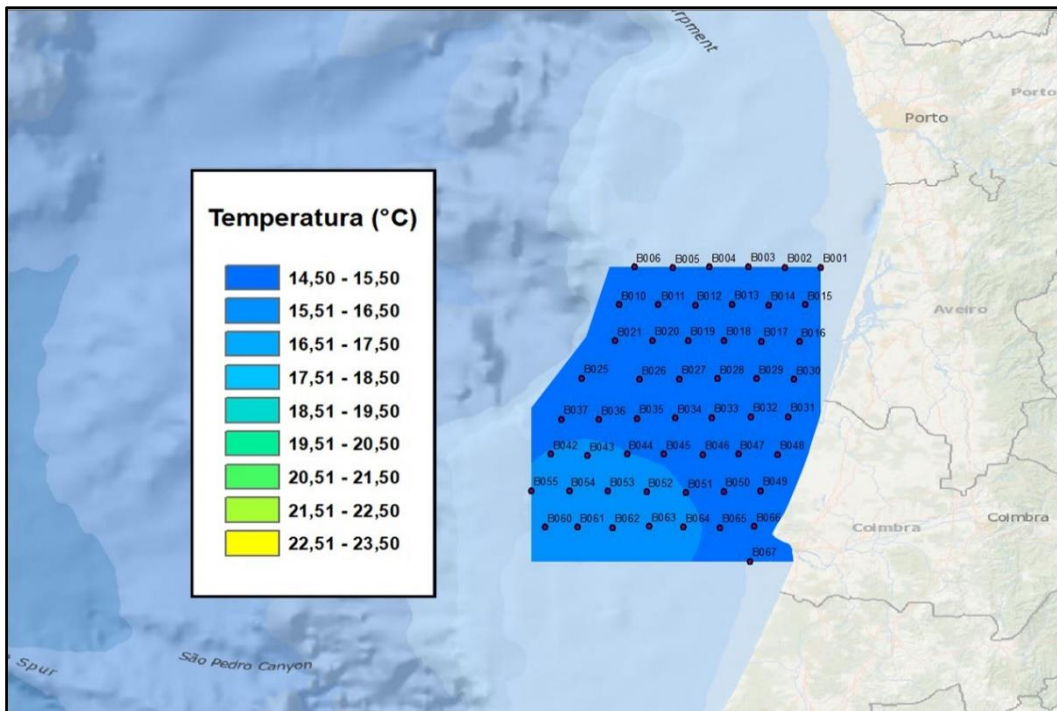 arpment
Porto
Porto
Temperatura (°C)
14,50 - 15,50
15,51 - 16,50
16,51 - 17,50
17,51 - 18,50
18,51 - 19,50
19,51 - 20,50
20,51 - 21,50
21,51 - 22,50
22,51 - 23,50
B006 B005 B004 B003 B002 B001
B010 B011 B012 B013 B014 B015
Aveiro
B021 B020 B019 B018 B017 B016
B025 B026 B027 B028 B029 B030
B037 B036 B035 B034 B033 B032 B031
B042 B043 B044 B045 B046 B047 B048
B055 B054 B053 B052 B051 B050 B049
B060 B061 B062 B063 B064 B065 B066
Coimbra
Coimbra
B067
São Pedro Canyon
Spur